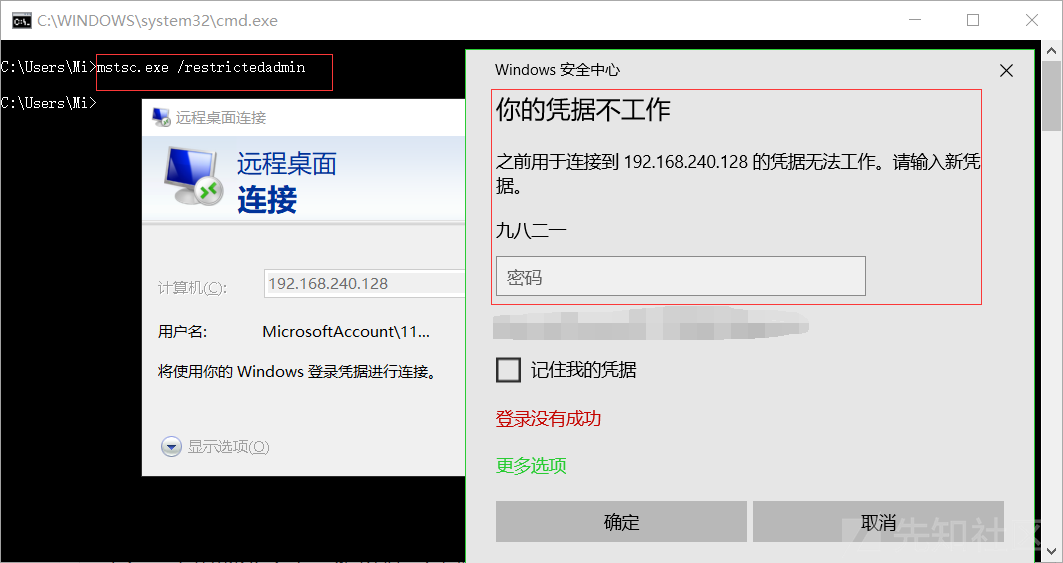 C:\WINDOWS\system32\cmd.exe
C:\Users\Mi>mstsc.exe /restrictedadmin
C:\Users\Mi>
远程桌面连接
远程桌面
连接
计算机(C):
192.168.240.128
用户名:
MicrosoftAccount\11...
将使用你的 Windows 登录凭据进行连接。
显示选项(O)
Windows 安全中心
你的凭据不工作
之前用于连接到 192.168.240.128 的凭据无法工作。请输入新凭
据。
九八二一
密码
记住我的凭据
登录没有成功
更多选项
确定
取消
先知社区